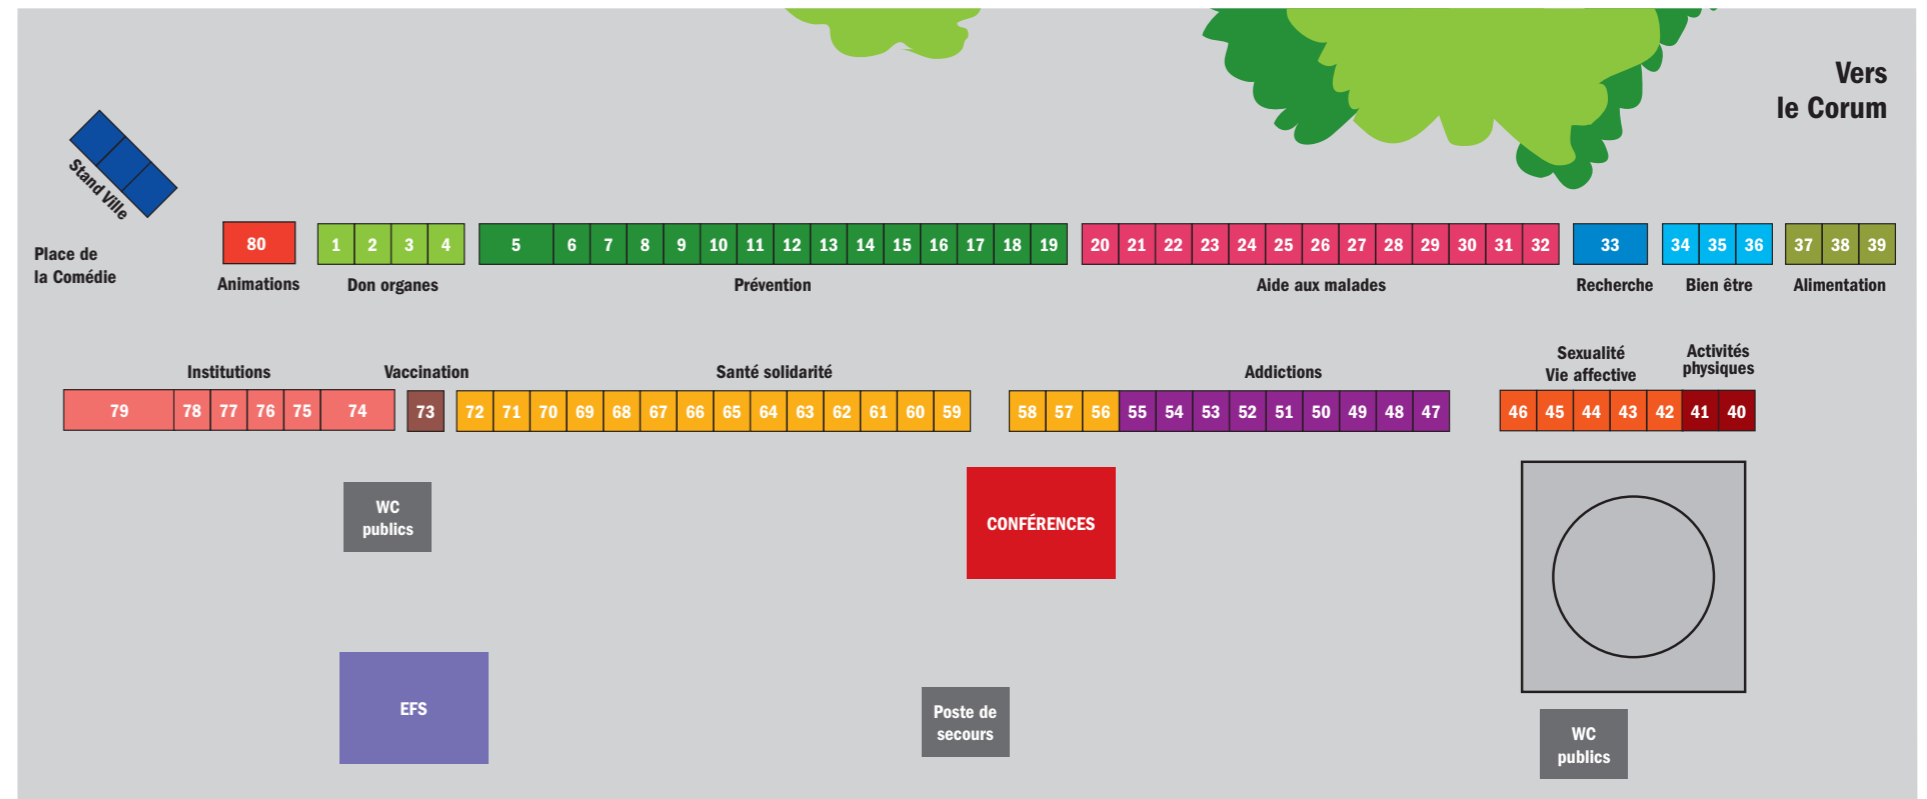 Vers
le Corum
Stand Ville
Place de
la Comédie
80
1 2 3 4
5 6 7 8 9 10 11 12 13 14 15 16 17 18 19
20 21 22 23 24 25 26 27 28 29 30 31 32
33
34 35 36
37 38 39
Animations
Don organes
Prévention
Aide aux malades
Recherche
Bien être
Alimentation
Institutions
Vaccination
Santé solidarité
Addictions
Sexualité
Vie affective
Activités
physiques
79 78 77 76 75 74
73
72 71 70 69 68 67 66 65 64 63 62 61 60 59
58 57 56 55 54 53 52 51 50 49 48 47
46 45 44 43 42 41 40
WC
publics
CONFÉRENCES
EFS
Poste de
secours
WC
publics